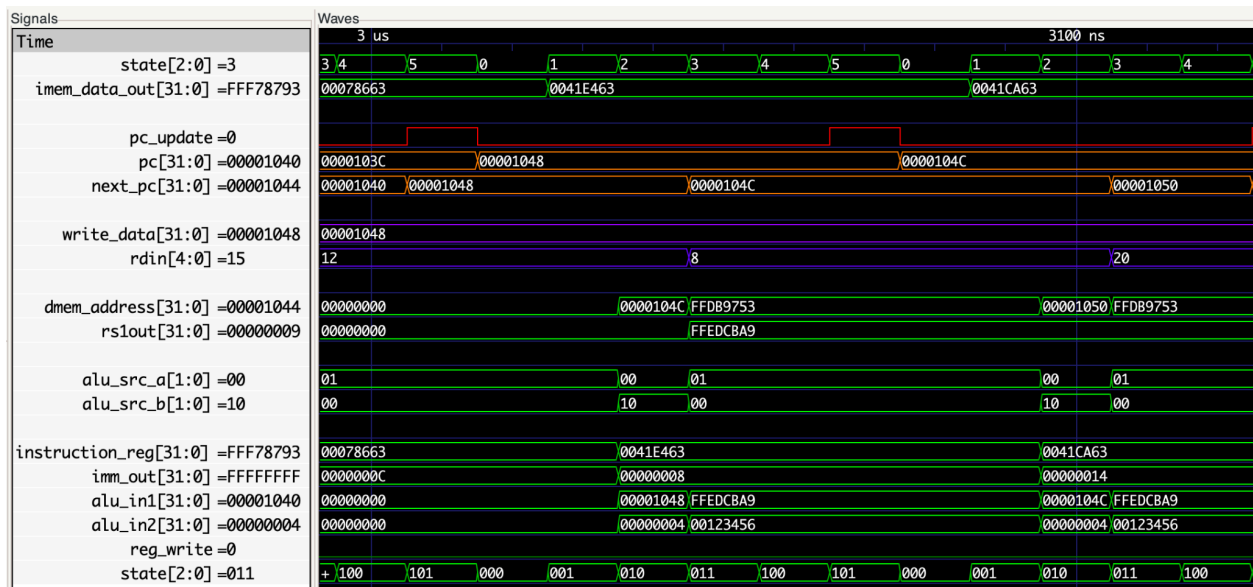 Signals Waves
Time 3 us 3100 ns
state[2:0] =3 3 4 5 0 1 2 3 4 5 0 1 2 3 4
imem_data_out[31:0] =FFF78793 00078663 0041E463 0041CA63
pc_update =0
pc[31:0] =00001040 0000103C 00001048 0000104C
next_pc[31:0] =00001044 00001040 00001048 0000104C 00001050
write_data[31:0] =00001048 00001048
rdin[4:0] =15 12 8 20
dmem_address[31:0] =00001044 00000000 0000104C FFDB9753 00001050 FFDB9753
rs1out[31:0] =00000009 00000000 FFEDCBA9
alu_src_a[1:0] =00 01 00 01 00 01
alu_src_b[1:0] =10 00 10 00 10 00
instruction_reg[31:0] =FFF78793 00078663 0041E463 0041CA63
imm_out[31:0] =FFFFFFFF 0000000C 00000008 00000014
alu_in1[31:0] =00001040 00000000 00001048 FFEDCBA9 0000104C FFEDCBA9
alu_in2[31:0] =00000004 00000000 00000004 00123456 00000004 00123456
reg_write =0
state[2:0] =011 + 100 101 000 001 010 011 100 101 000 001 010 011 100